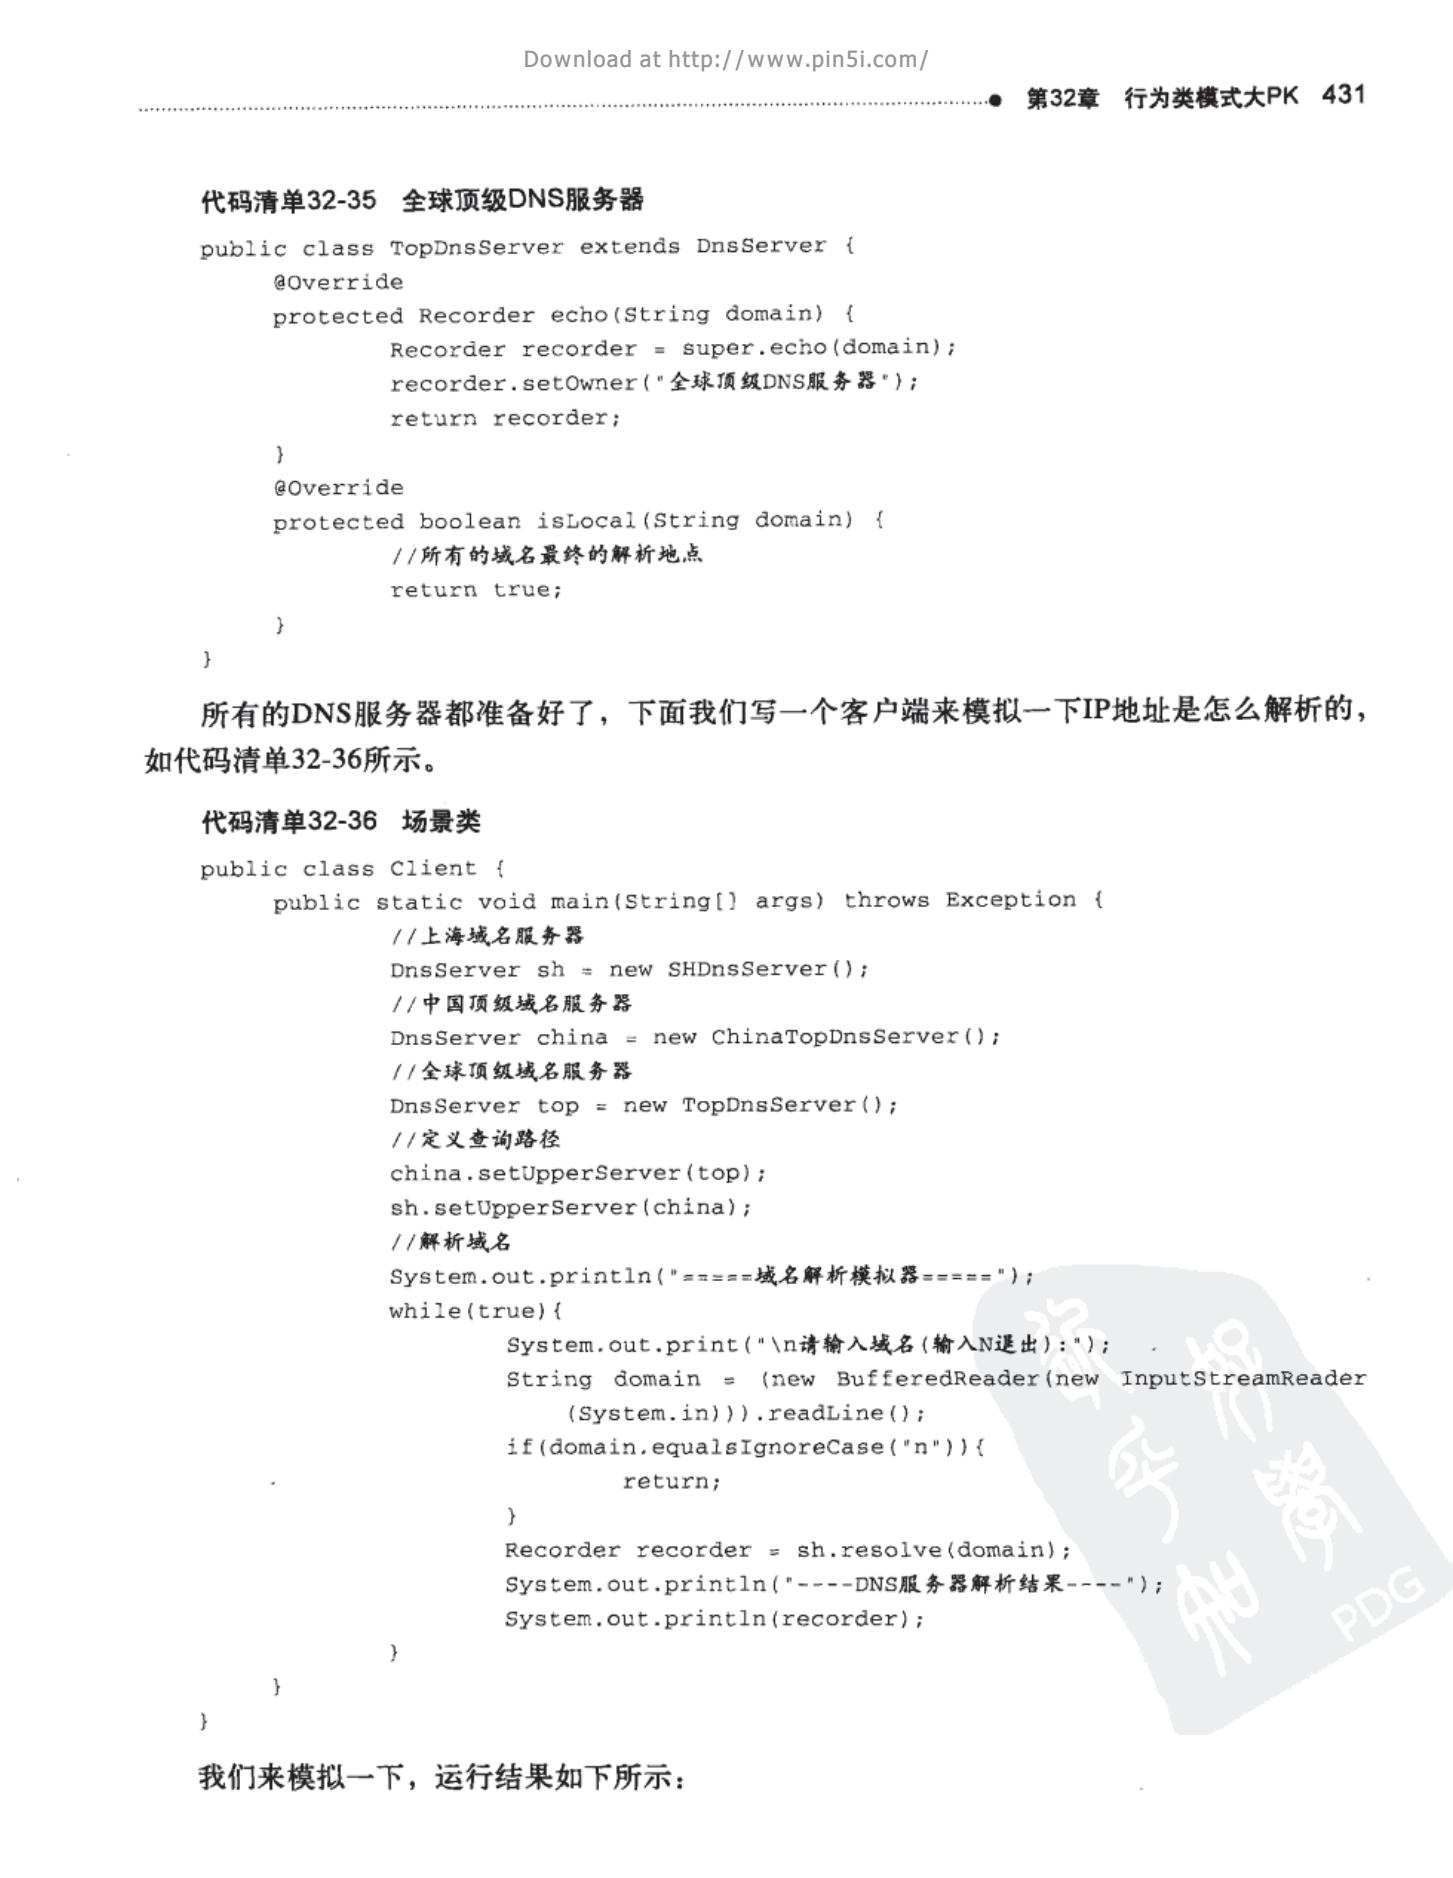 Download at http://www.pin5i.com/
第32章 行为类模式大PK 431
代码清单32-35 全球顶级DNS服务器
public class TopDnsServer extends DnsServer {
@Override
protected Recorder echo(String domain) {
Recorder recorder = super.echo(domain);
recorder.setOwner("全球顶级DNS服务器");
return recorder;
}
@Override
protected boolean isLocal(String domain) {
//所有的域名最终的解析地点
return true;
}
}
所有的DNS服务器都准备好了，下面我们写一个客户端来模拟一下IP地址是怎么解析的，
如代码清单32-36所示。
代码清单32-36 场景类
public class Client {
public static void main(String[] args) throws Exception {
//上海域名服务器
DnsServer sh = new SHDnsServer();
//中国顶级域名服务器
DnsServer china = new ChinaTopDnsServer();
//全球顶级域名服务器
DnsServer top = new TopDnsServer();
//定义查询路径
china.setUpperServer(top);
sh.setUpperServer(china);
//解析域名
System.out.println("=====域名解析模拟器=====");
while(true){
System.out.print("\n请输入域名(输入N退出):");
String domain = (new BufferedReader(new InputStreamReader
(System.in))).readLine();
if(domain.equalsIgnoreCase("n")){
return;
}
Recorder recorder = sh.resolve(domain);
System.out.println("----DNS服务器解析结果----");
System.out.println(recorder);
}
}
}
我们来模拟一下，运行结果如下所示：
PDG